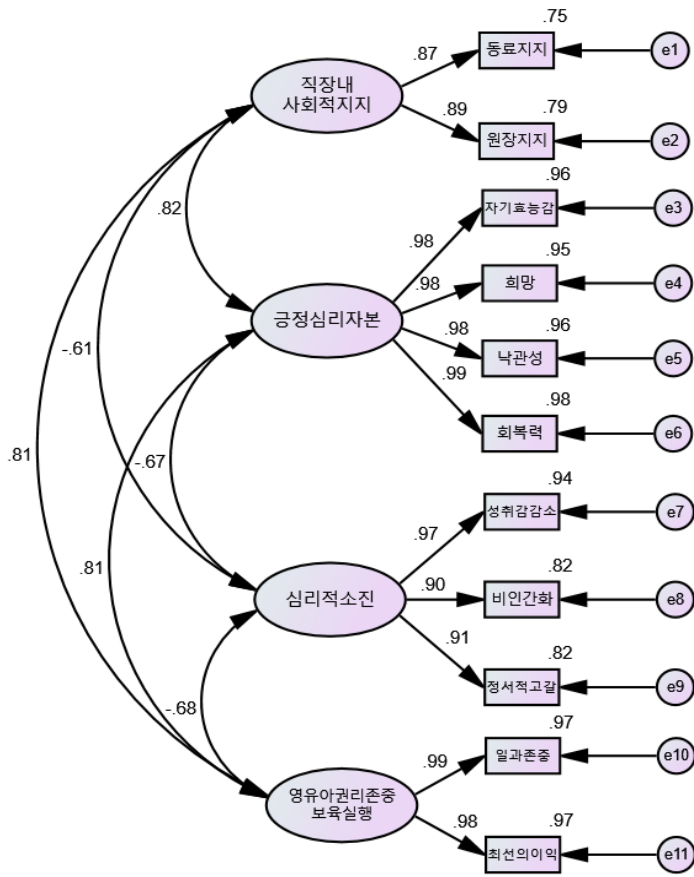 .75
.87
동료지지
e1
직장내
사회적지지
.89
.79
원장지지
e2
.96
.82
.98
자기효능감
e3
.95
.98
희망
e4
긍정심리자본
.96
.98
낙관성
e5
-.61
.99
.98
회복력
e6
.81
-.67
.94
.97
성취감감소
e7
.81
.82
심리적소진
.90
비인간화
e8
.82
.91
정서적고갈
e9
-.68
.97
.99
일과존중
e10
영유아권리존중
보육실행
.97
.98
최선의이익
e11